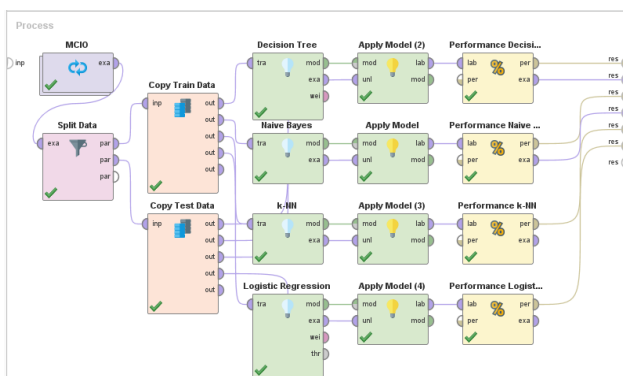 Process
inp
MCIO
exa
Split Data
exa
par
par
par
Copy Train Data
inp
out
out
out
out
out
Copy Test Data
inp
out
out
out
out
out
Decision Tree
tra
mod
exa
wei
Naive Bayes
tra
mod
exa
k-NN
tra
mod
exa
Logistic Regression
tra
mod
exa
wei
thr
Apply Model (2)
mod
lab
unl
mod
Apply Model
mod
lab
unl
mod
Apply Model (3)
mod
lab
unl
mod
Apply Model (4)
mod
lab
unl
mod
Performance Decisi...
lab
per
per
exa
Performance Naive ...
lab
per
per
exa
Performance k-NN
lab
per
per
exa
Performance Logist...
lab
per
per
exa
res
res
res
res
res
res
res